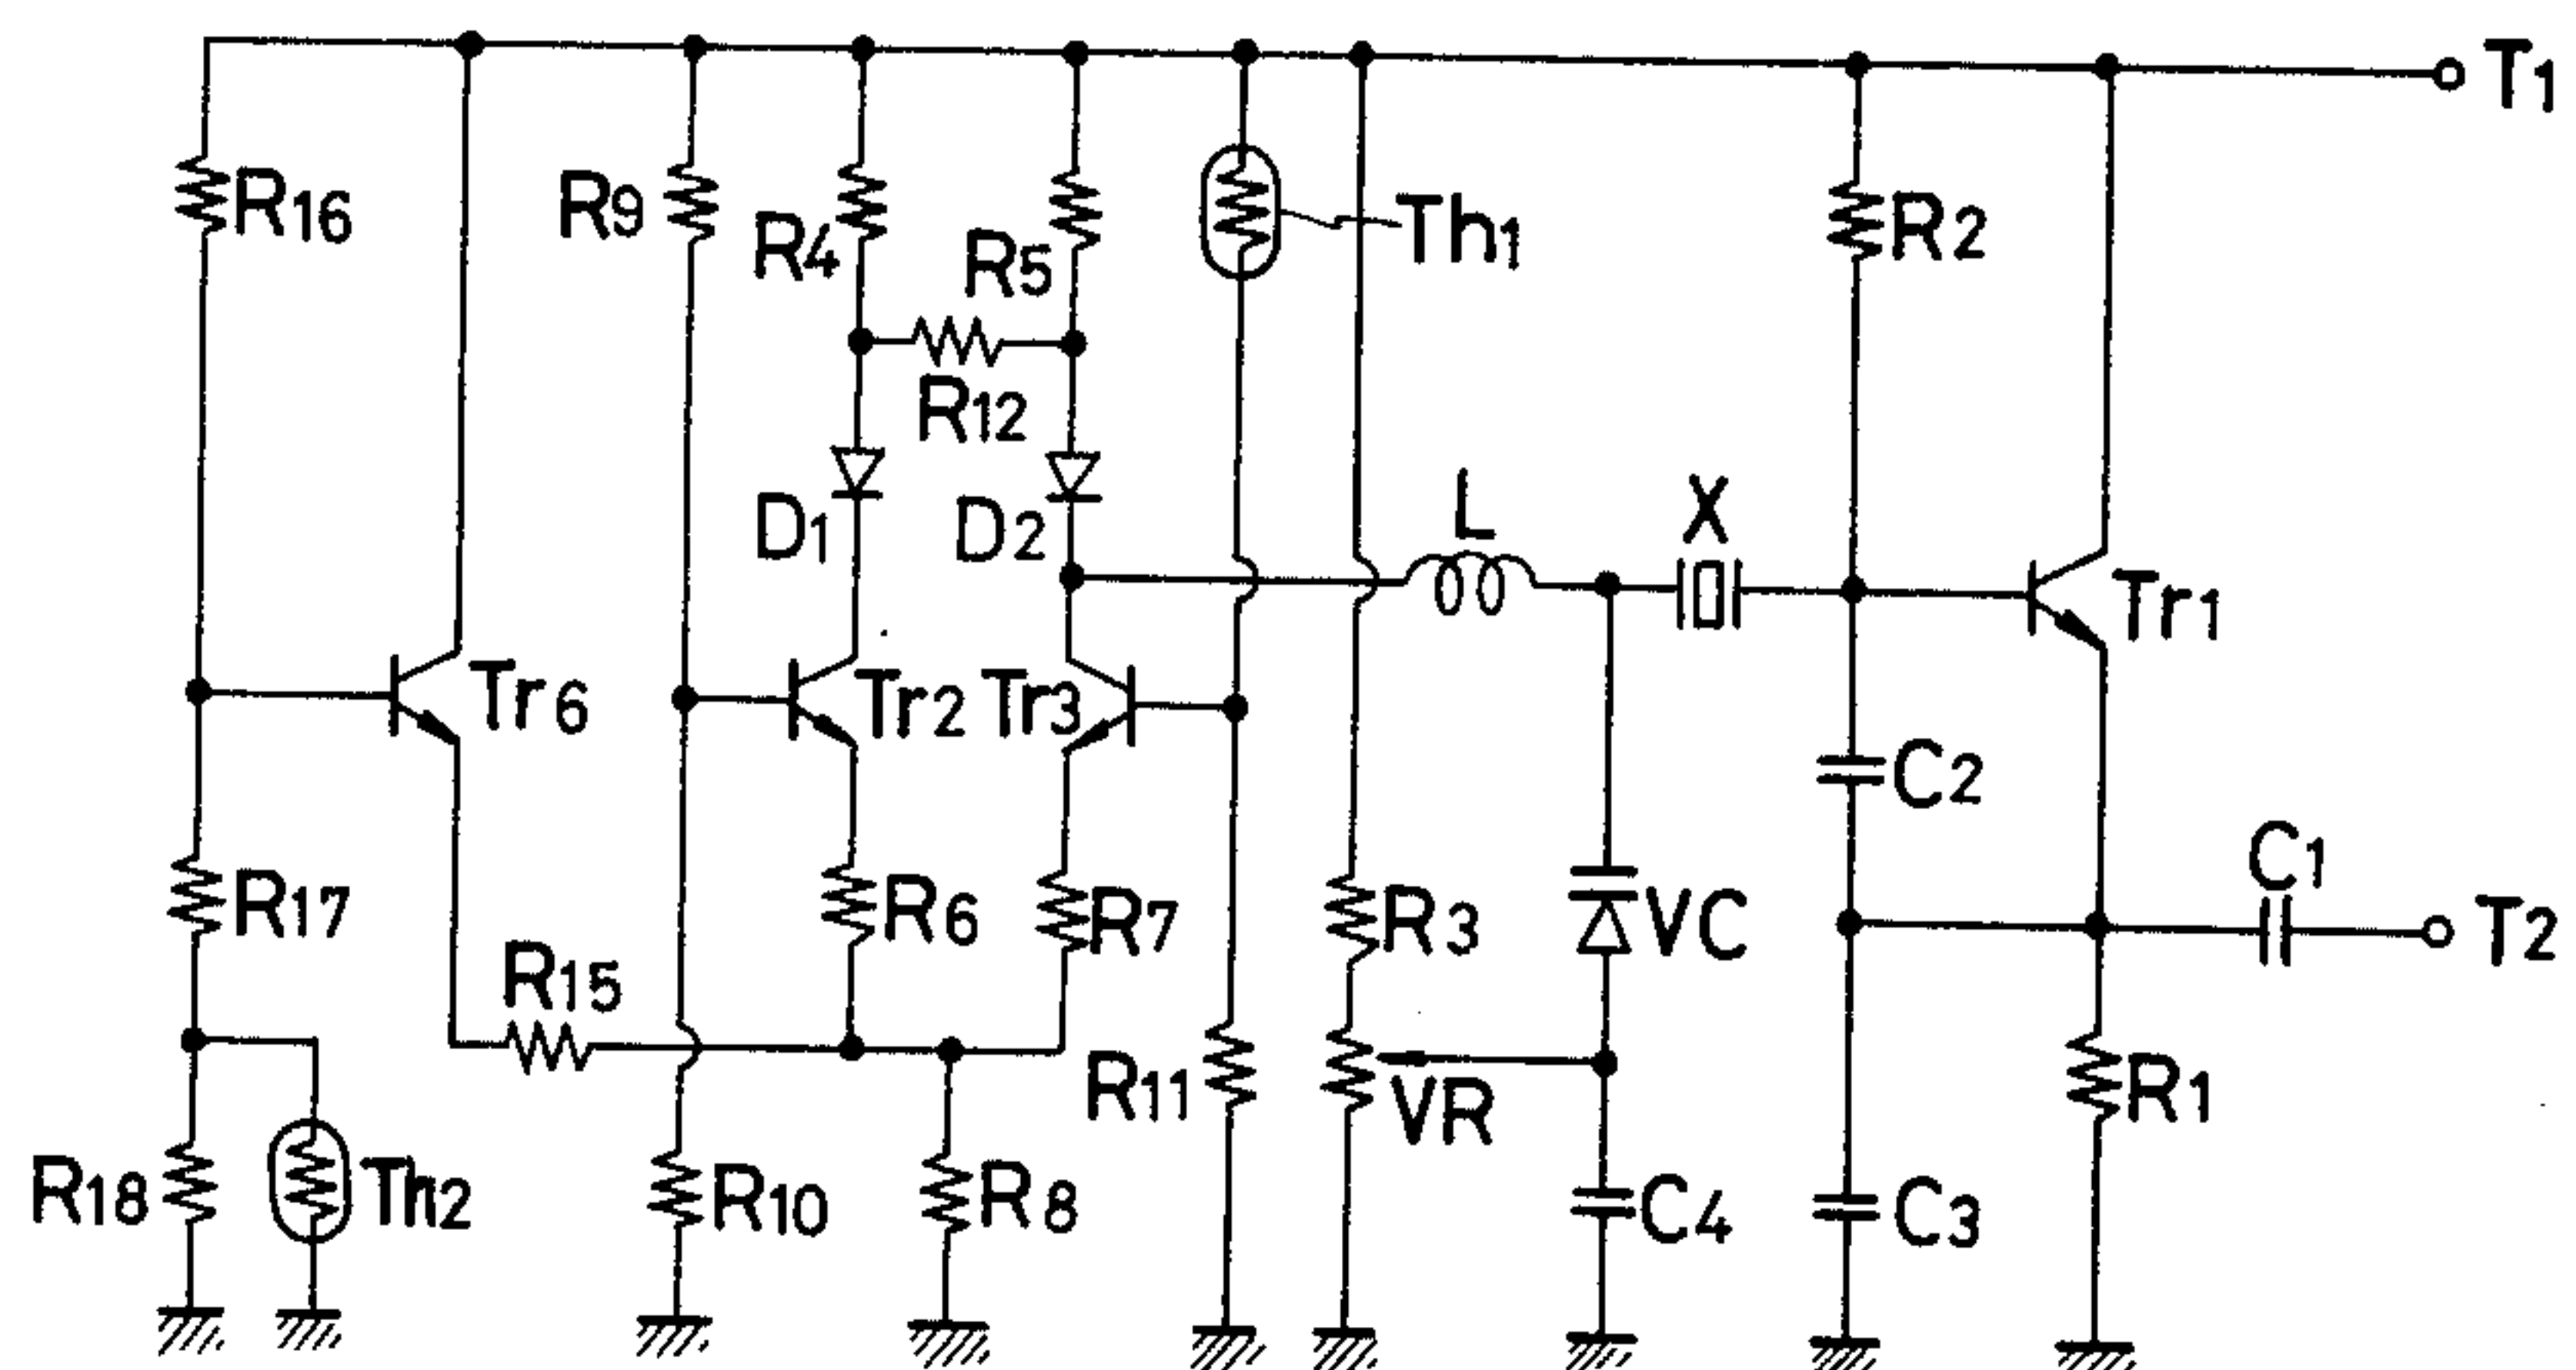 T1
R16
R9
R4
R5
Th1
R2
R12
D1
D2
L
X
Tr1
Tr6
Tr2
Tr3
C2
C1
T2
R17
R15
R6
R7
R3
VC
R11
VR
R1
R18
Th2
R10
R8
C4
C3